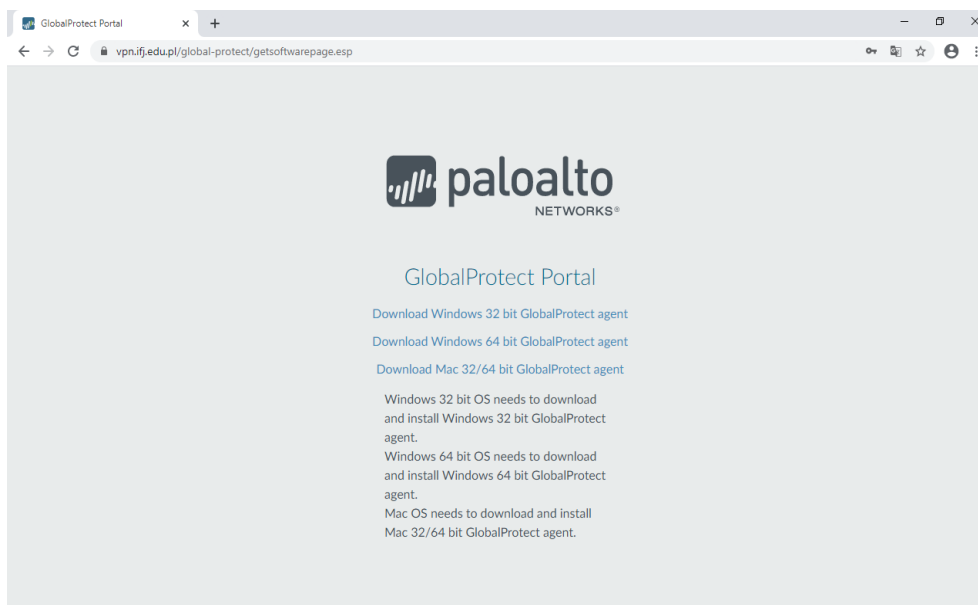 GlobalProtect Portal
vpn.ifj.edu.pl/global-protect/getsoftwarepage.esp
paloalto
NETWORKS®
GlobalProtect Portal
Download Windows 32 bit GlobalProtect agent
Download Windows 64 bit GlobalProtect agent
Download Mac 32/64 bit GlobalProtect agent
Windows 32 bit OS needs to download
and install Windows 32 bit GlobalProtect
agent.
Windows 64 bit OS needs to download
and install Windows 64 bit GlobalProtect
agent.
Mac OS needs to download and install
Mac 32/64 bit GlobalProtect agent.